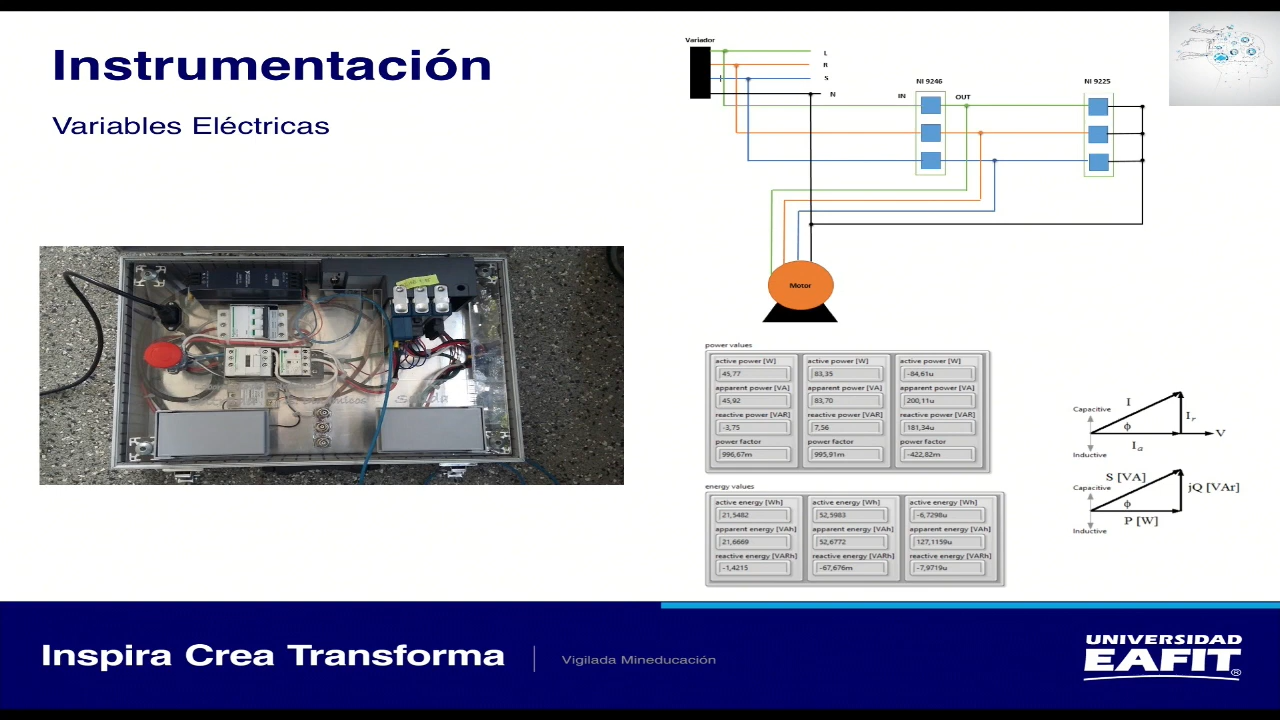 Instrumentación
Variables Eléctricas
Variador
L
R
S
N
IN
NI 9246
OUT
NI 9225
Motor
power values
active power [W]
45,77
apparent power [VA]
45,92
reactive power [VAR]
-3,75
power factor
996,67m
active power [W]
83,35
apparent power [VA]
83,70
reactive power [VAR]
7,56
power factor
995,91m
active power [W]
-84,61u
apparent power [VA]
200,11u
reactive power [VAR]
181,34u
power factor
-422,82m
energy values
active energy [Wh]
21,5482
apparent energy [VAh]
21,6669
reactive energy [VARh]
-1,4215
active energy [Wh]
52,5983
apparent energy [VAh]
52,6772
reactive energy [VARh]
-67,676m
active energy [Wh]
-6,7298u
apparent energy [VAh]
127,1159u
reactive energy [VARh]
-7,9719u
Capacitive
Inductive
I
ϕ
I_r
V
I_a
S [VA]
Capacitive
Inductive
ϕ
jQ [VAr]
P [W]
Inspira Crea Transforma
Vigilada Mineducación
UNIVERSIDAD
EAFIT®